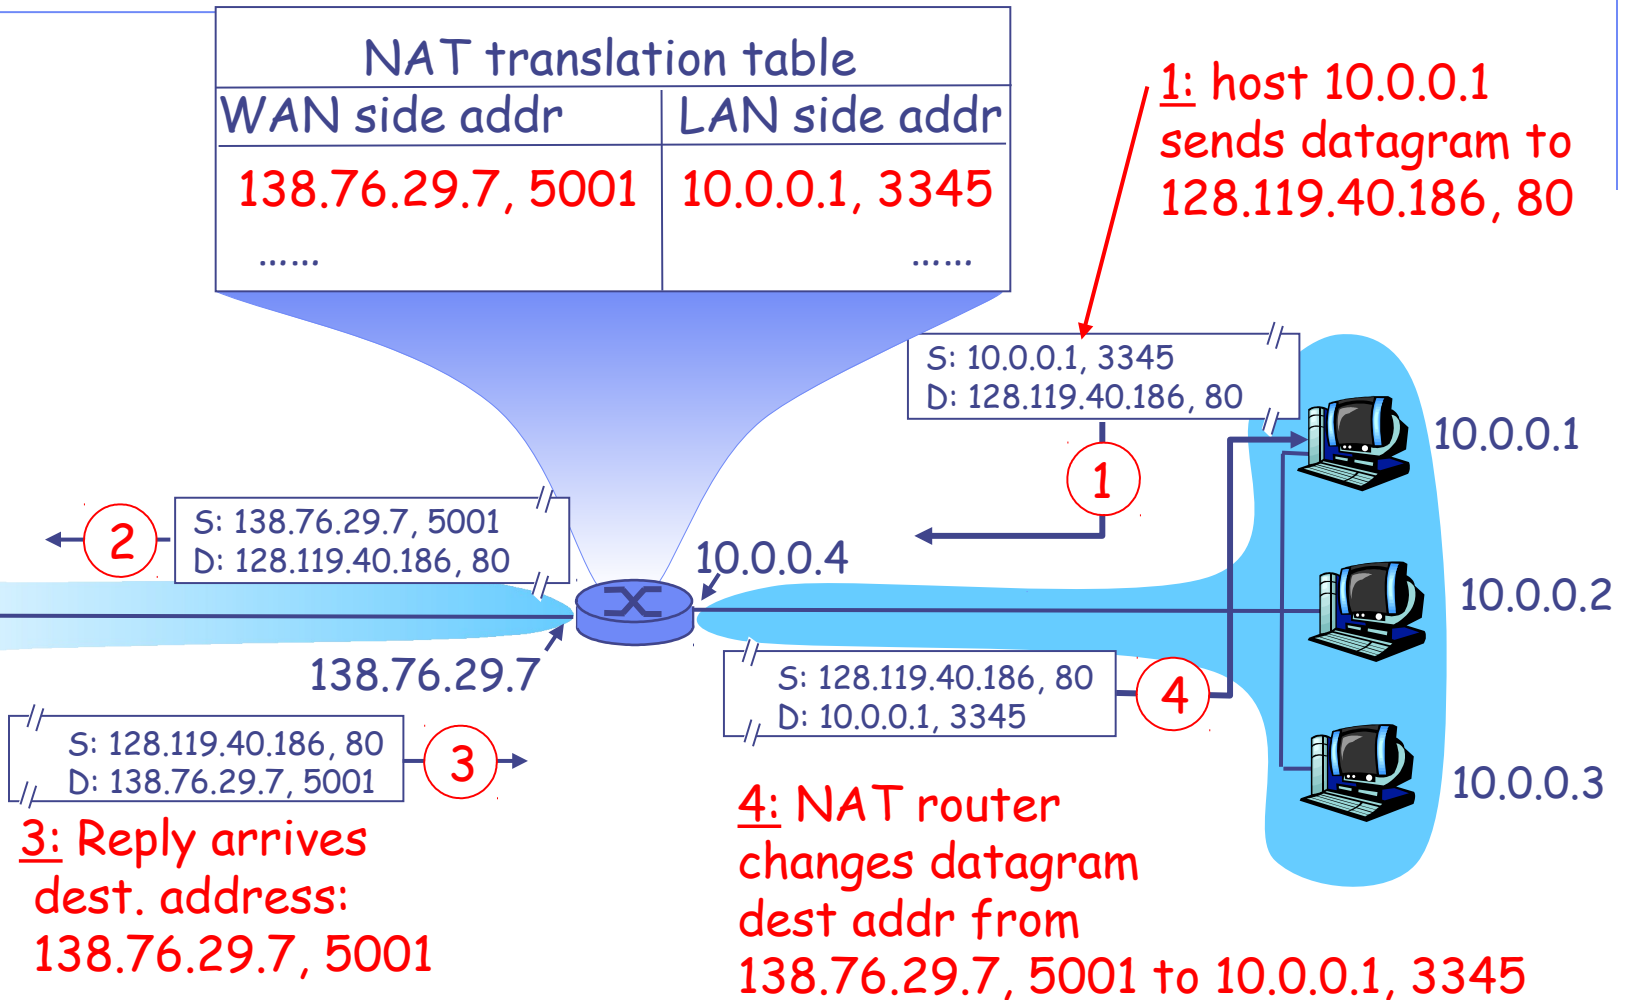 NAT translation table
WAN side addr LAN side addr
138.76.29.7, 5001 10.0.0.1, 3345
...... ......
1: host 10.0.0.1
sends datagram to
128.119.40.186, 80
S: 10.0.0.1, 3345
D: 128.119.40.186, 80
1
10.0.0.1
2
S: 138.76.29.7, 5001
D: 128.119.40.186, 80
10.0.0.4
10.0.0.2
138.76.29.7
S: 128.119.40.186, 80
D: 10.0.0.1, 3345
4
S: 128.119.40.186, 80
D: 138.76.29.7, 5001
3
10.0.0.3
3: Reply arrives
dest. address:
138.76.29.7, 5001
4: NAT router
changes datagram
dest addr from
138.76.29.7, 5001 to 10.0.0.1, 3345